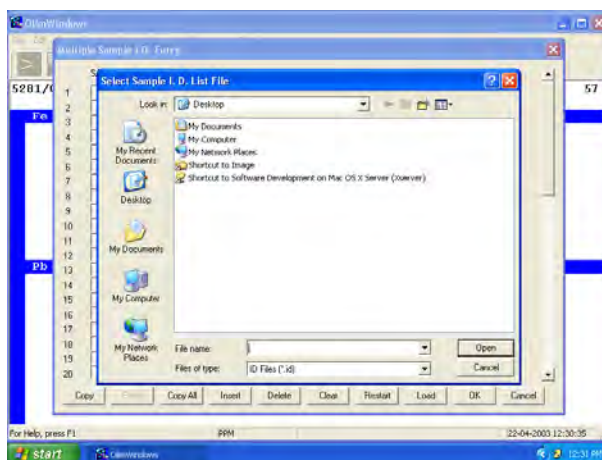 OilmWindows
Multiple Sample I.D. Entry
Select Sample I. D. List File
Look in: Desktop
5281/
57
My Documents
My Computer
My Network Places
Shortcut to Image
Shortcut to Software Development on Mac OS X Server (Xserver)
My Recent Documents
Desktop
My Documents
My Computer
My Network Places
Fe
Pb
1
2
3
4
5
6
7
8
9
10
11
12
13
14
15
16
17
18
19
20
File name:
Open
Files of type: ID Files (*.id)
Cancel
Copy
Copy All
Insert
Delete
Clear
Restart
Load
OK
Cancel
For Help, press F1
PPM
22-04-2003 12:30:35
start
OilmWindows
12:31 PM